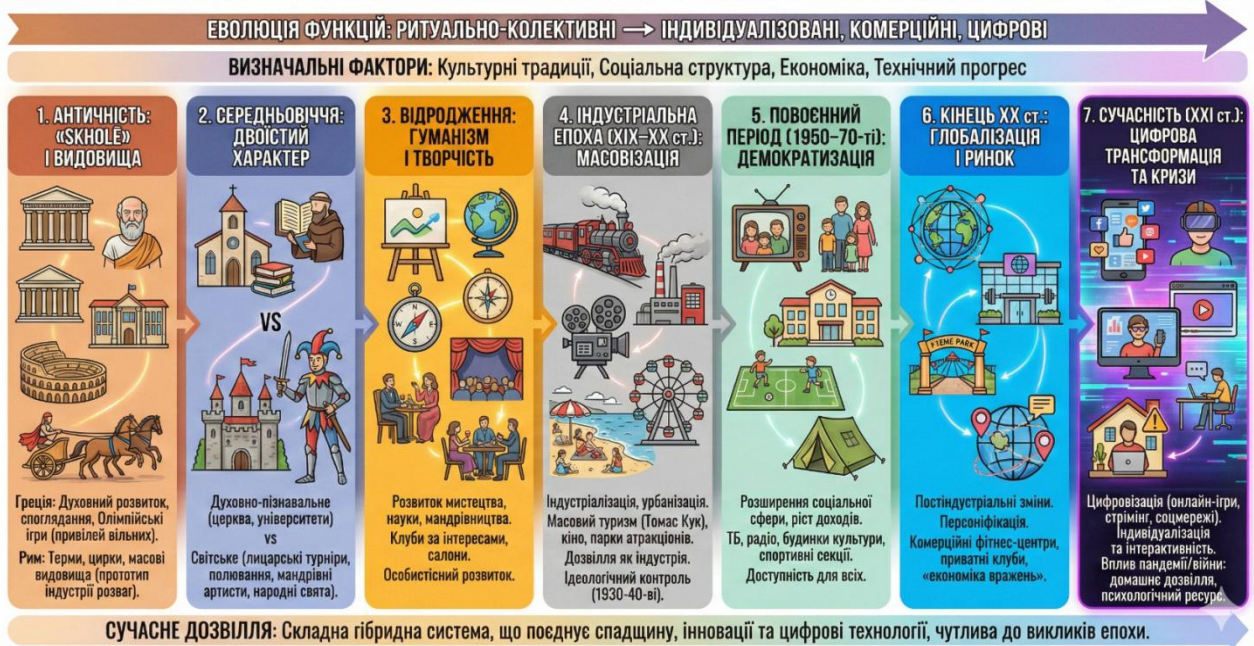 ЕВОЛЮЦІЯ ФУНКЦІЙ: РИТУАЛЬНО-КОЛЕКТИВНІ → ІНДИВІДУАЛІЗОВАНІ, КОМЕРЦІЙНІ, ЦИФРОВІ
ВИЗНАЧАЛЬНІ ФАКТОРИ: Культурні традиції, Соціальна структура, Економіка, Технічний прогрес
1. АНТИЧНІСТЬ:
«SKHOLĒ»
І ВИДОВИЩА
Греція: Духовний розвиток,
споглядання, Олімпійські
ігри (привілей вільних).
Рим: Терми, цирки, масові
видовища (прототип
індустрії розваг).
2. СЕРЕДНЬОВІЧЧЯ:
ДВОЇСТИЙ
ХАРАКТЕР
VS
Духовно-пізнавальне
(церква, університети)
vs
Світське (лицарські турніри,
полювання, мандрівні
артисти, народні свята).
3. ВІДРОДЖЕННЯ:
ГУМАНІЗМ
І ТВОРЧІСТЬ
N
E
S
W
Розвиток мистецтва,
науки, мандрівництва.
Клуби за інтересами,
салони.
Особистісний розвиток.
4. ІНДУСТРІАЛЬНА
ЕПОХА (XIX–XX ст.):
МАСОВІЗАЦІЯ
Індустріалізація, урбанізація.
Масовий туризм (Томас Кук),
кіно, парки атракціонів.
Дозвілля як індустрія.
Ідеологічний контроль
(1930-40-ві).
5. ПОВОЄННИЙ
ПЕРІОД (1950–70-ті):
ДЕМОКРАТИЗАЦІЯ
Розширення соціальної
сфери, ріст доходів.
ТБ, радіо, будинки культури,
спортивні секції.
Доступність для всіх.
6. КІНЕЦЬ XX ст.:
ГЛОБАЛІЗАЦІЯ
І РИНОК
PARK
Постіндустріальні зміни.
Персоніфікація.
Комерційні фітнес-центри,
приватні клуби,
«економіка вражень».
7. СУЧАСНІСТЬ (XXI ст.):
ЦИФРОВА
ТРАНСФОРМАЦІЯ
ТА КРИЗИ
Цифровізація (онлайн-ігри,
стрімінг, соцмережі).
Індивідуалізація
та інтерактивність.
Вплив пандемії/війни:
домашнє дозвілля,
психологічний ресурс.
СУЧАСНЕ ДОЗВІЛЛЯ: Складна гібридна система, що поєднує спадщину, інновації та цифрові технології, чутлива до викликів епохи.